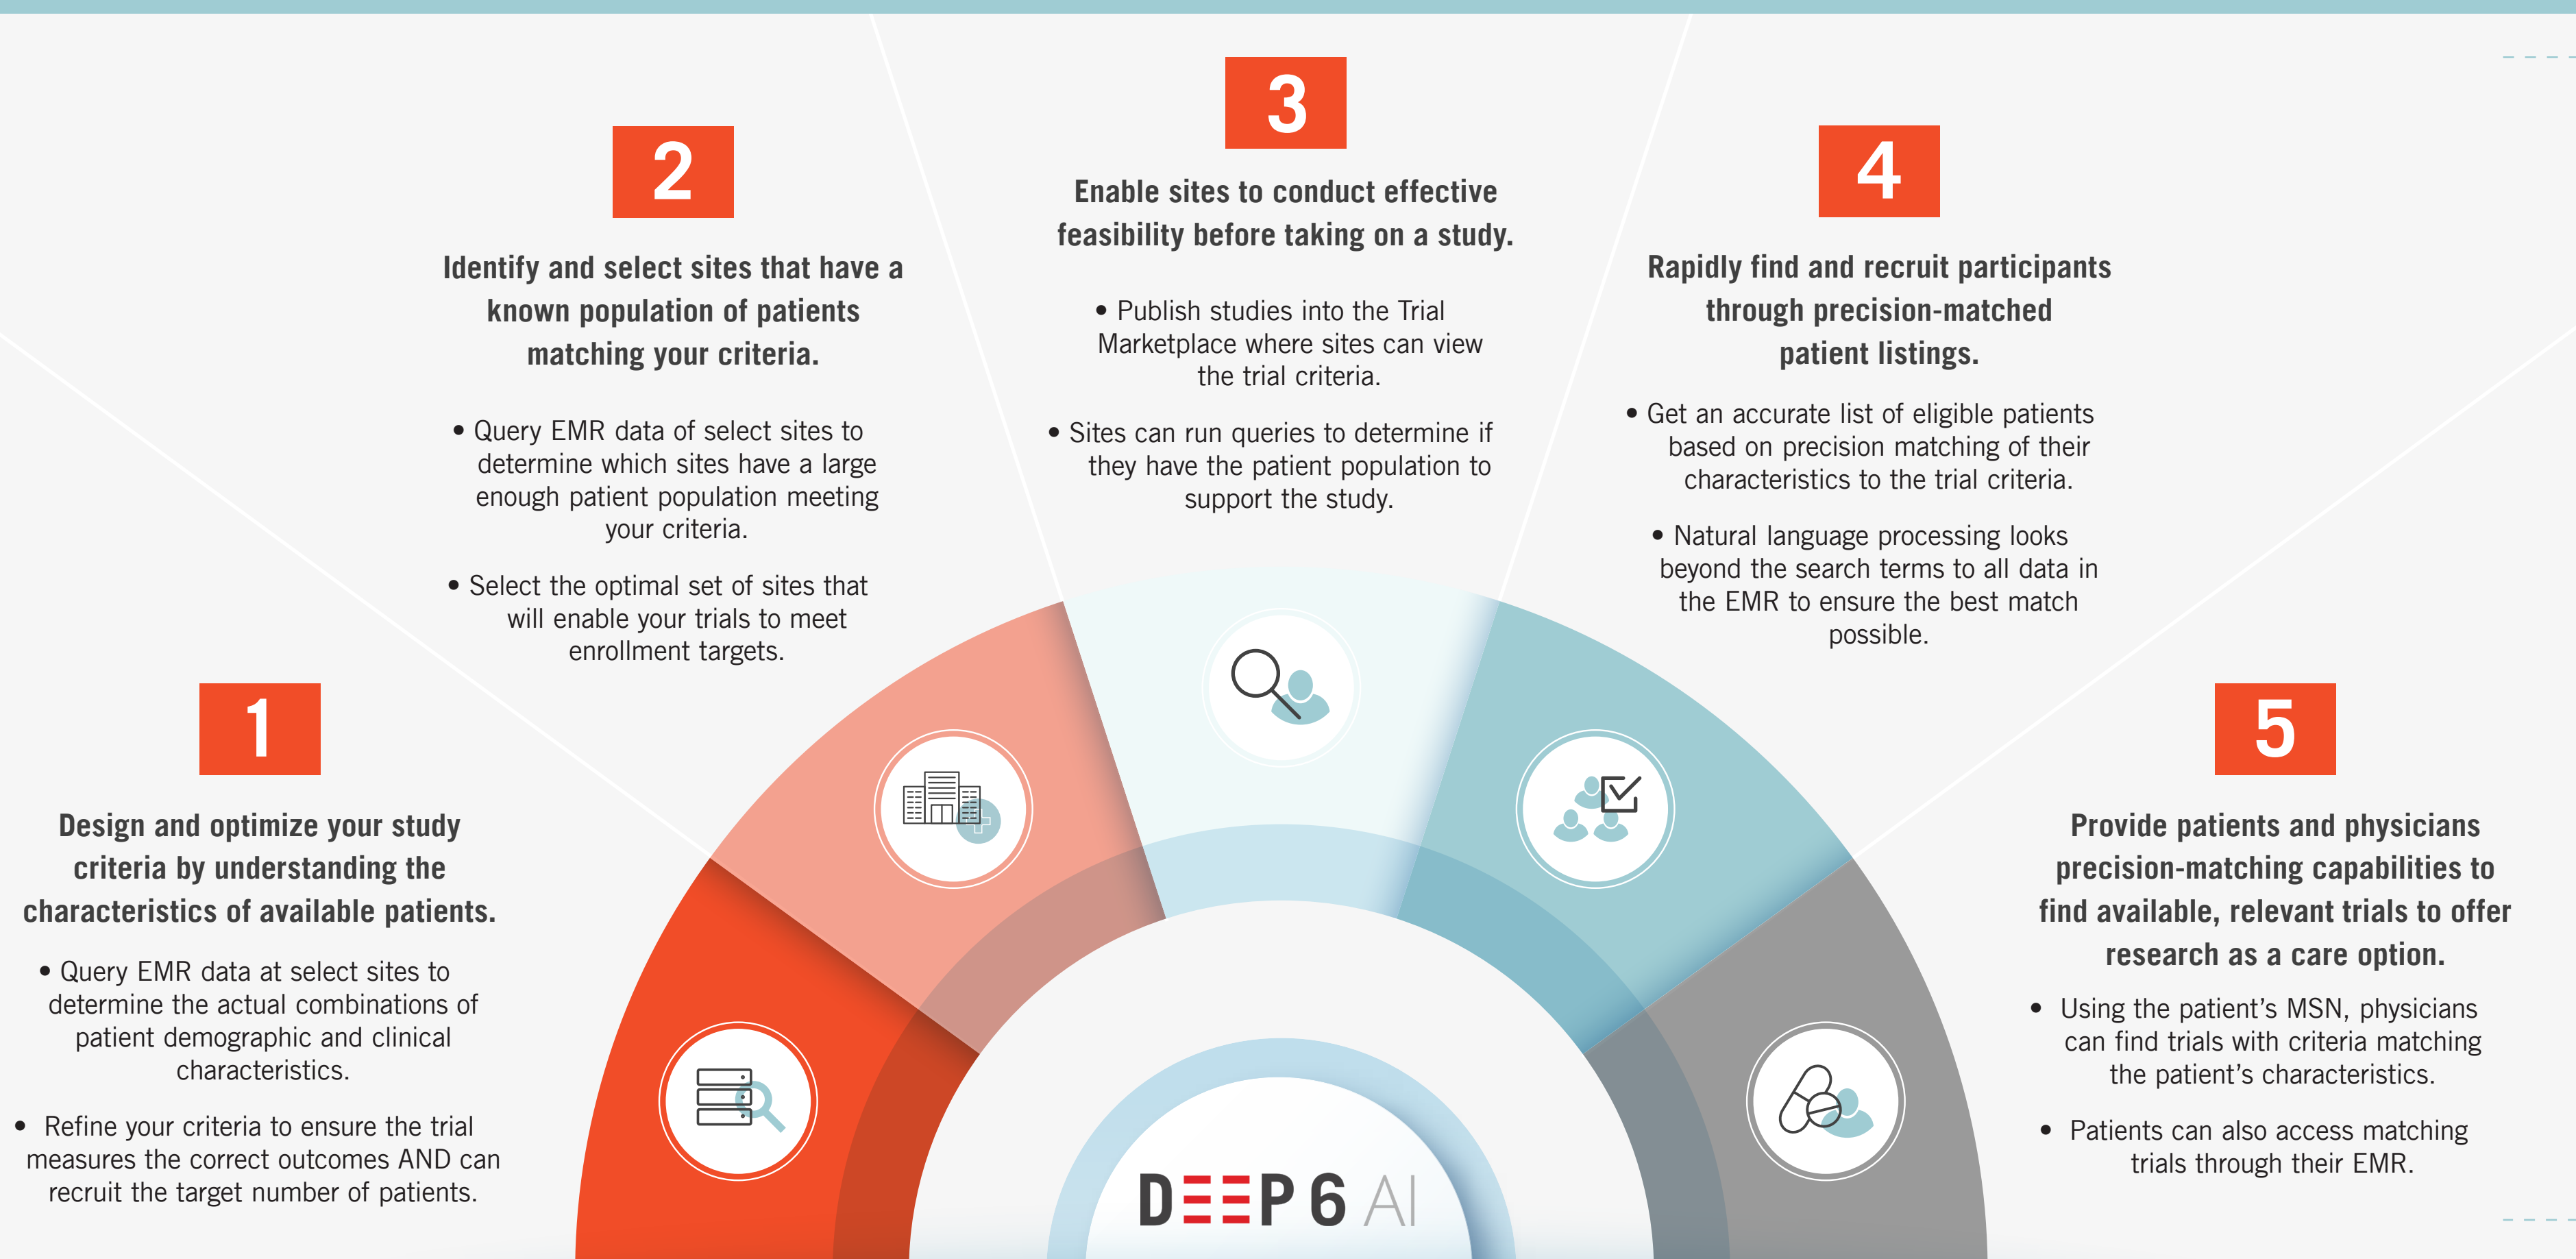 1
Design and optimize your study
criteria by understanding the
characteristics of available patients.
• Query EMR data at select sites to
determine the actual combinations of
patient demographic and clinical
characteristics.
• Refine your criteria to ensure the trial
measures the correct outcomes AND can
recruit the target number of patients.
2
Identify and select sites that have a
known population of patients
matching your criteria.
• Query EMR data of select sites to
determine which sites have a large
enough patient population meeting
your criteria.
• Select the optimal set of sites that
will enable your trials to meet
enrollment targets.
3
Enable sites to conduct effective
feasibility before taking on a study.
• Publish studies into the Trial
Marketplace where sites can view
the trial criteria.
• Sites can run queries to determine if
they have the patient population to
support the study.
4
Rapidly find and recruit participants
through precision-matched
patient listings.
• Get an accurate list of eligible patients
based on precision matching of their
characteristics to the trial criteria.
• Natural language processing looks
beyond the search terms to all data in
the EMR to ensure the best match
possible.
5
Provide patients and physicians
precision-matching capabilities to
find available, relevant trials to offer
research as a care option.
• Using the patient’s MSN, physicians
can find trials with criteria matching
the patient’s characteristics.
• Patients can also access matching
trials through their EMR.
DEEP 6 AI